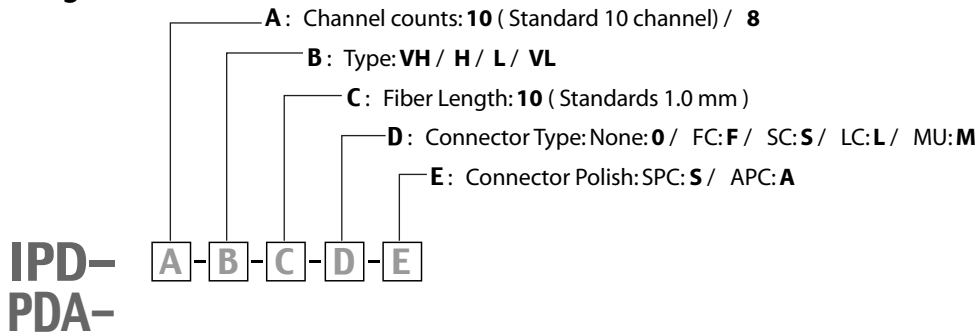 A : Channel counts: 10 ( Standard 10 channel) / 8
B : Type: VH / H / L / VL
C : Fiber Length: 10 ( Standards 1.0 mm )
D : Connector Type: None: 0 / FC: F / SC: S / LC: L / MU: M
E : Connector Polish: SPC: S / APC: A
IPD– A-B-C-D-E
PDA–